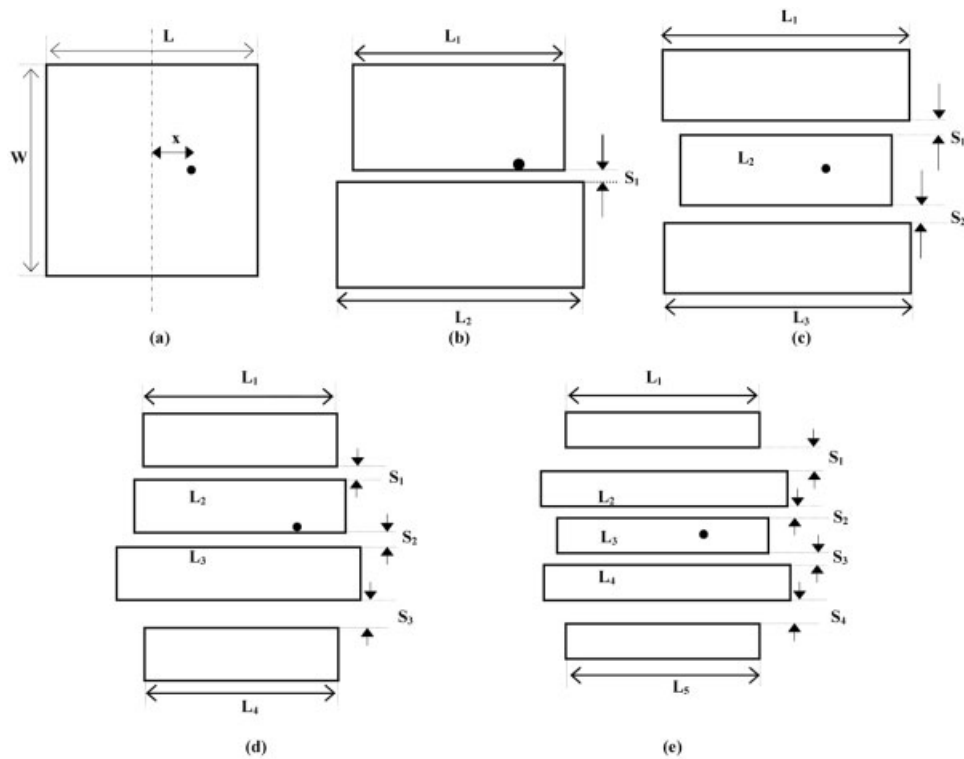 L
W
x
(a)
L₁
S₁
L₂
(b)
L₁
S₁
L₂
S₂
L₃
(c)
L₁
S₁
L₂
S₂
L₃
S₃
L₄
(d)
L₁
S₁
L₂
S₂
L₃
S₃
L₄
S₄
L₅
(e)